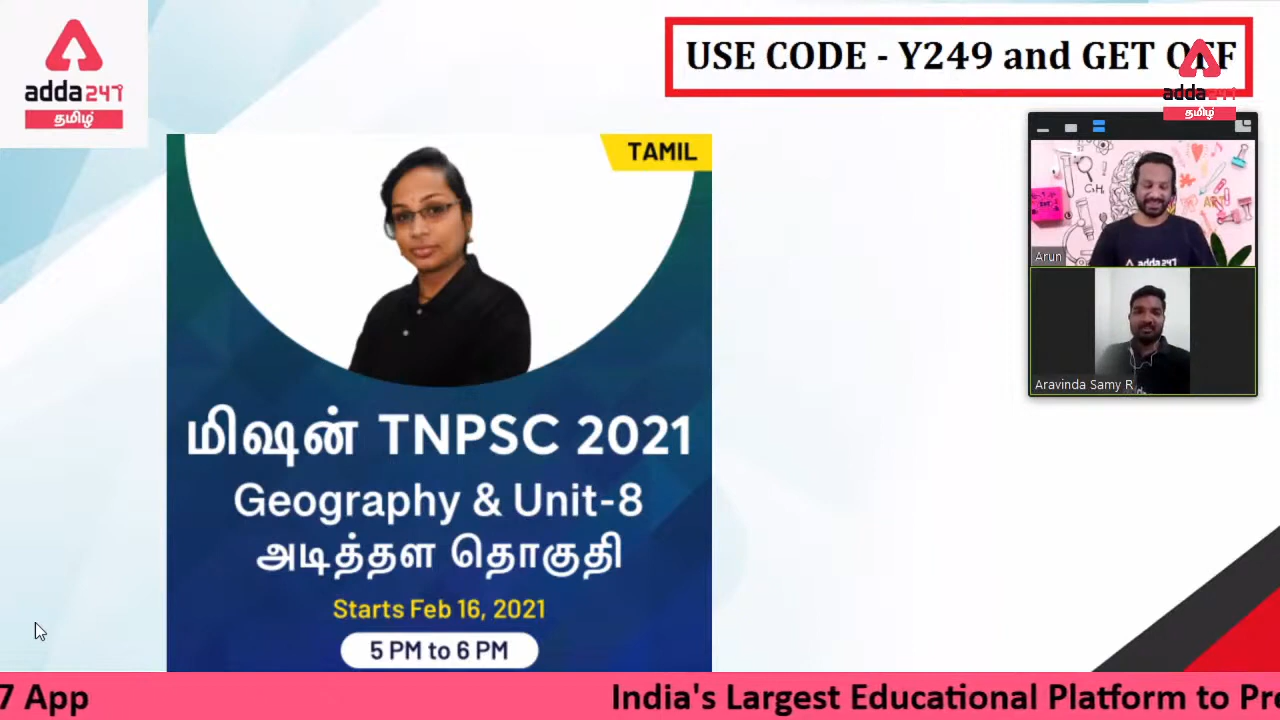 adda247
தமிழ்
USE CODE - Y249 and GET OFF
adda247
தமிழ்
TAMIL
Arun
adda247
Aravinda Samy R
மிஷன் TNPSC 2021
Geography & Unit-8
அடித்தள தொகுதி
Starts Feb 16, 2021
5 PM to 6 PM
7 App
India's Largest Educational Platform to Pre